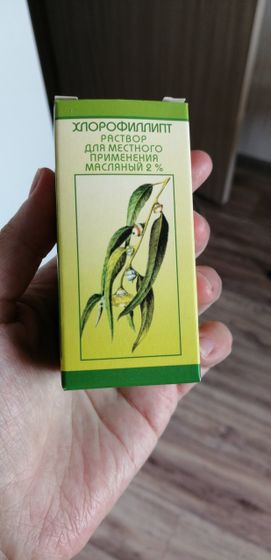 ХЛОРОФИЛЛИПТ
РАСТВОР
ДЛЯ МЕСТНОГО
ПРИМЕНЕНИЯ
МАСЛЯНЫЙ 2 %